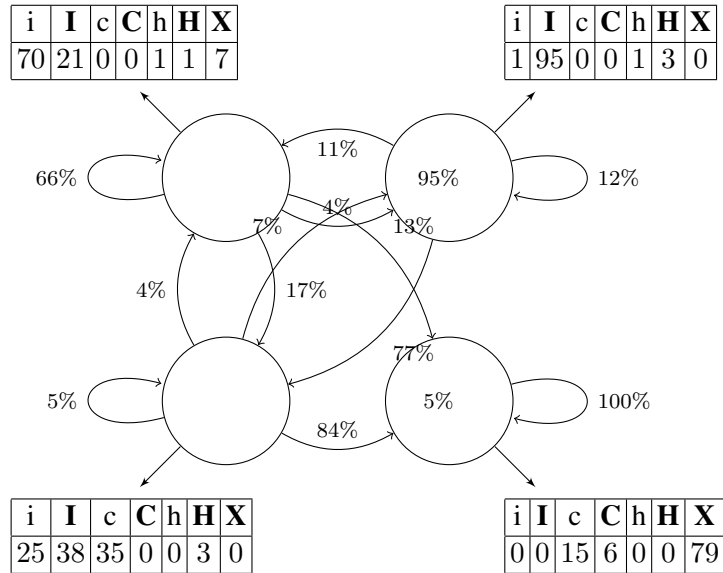 i I c C h H X
70 21 0 0 1 1 7
i I c C h H X
1 95 0 0 1 3 0
11%
66%
95%
12%
4%
7%
13%
4%
17%
77%
5%
5%
100%
84%
i I c C h H X
25 38 35 0 0 3 0
i I c C h H X
0 0 15 6 0 0 79